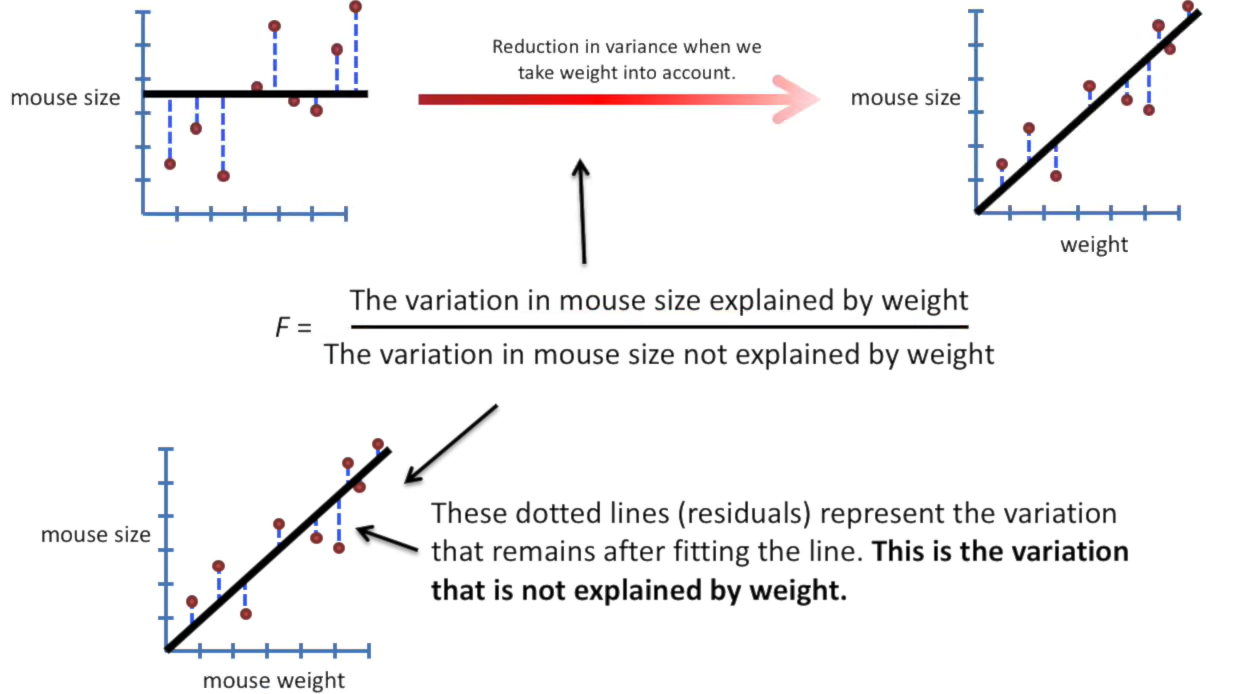 mouse size
Reduction in variance when we
take weight into account.
mouse size
weight
F =
The variation in mouse size explained by weight
The variation in mouse size not explained by weight
mouse size
These dotted lines (residuals) represent the variation
that remains after fitting the line. This is the variation
that is not explained by weight.
mouse weight